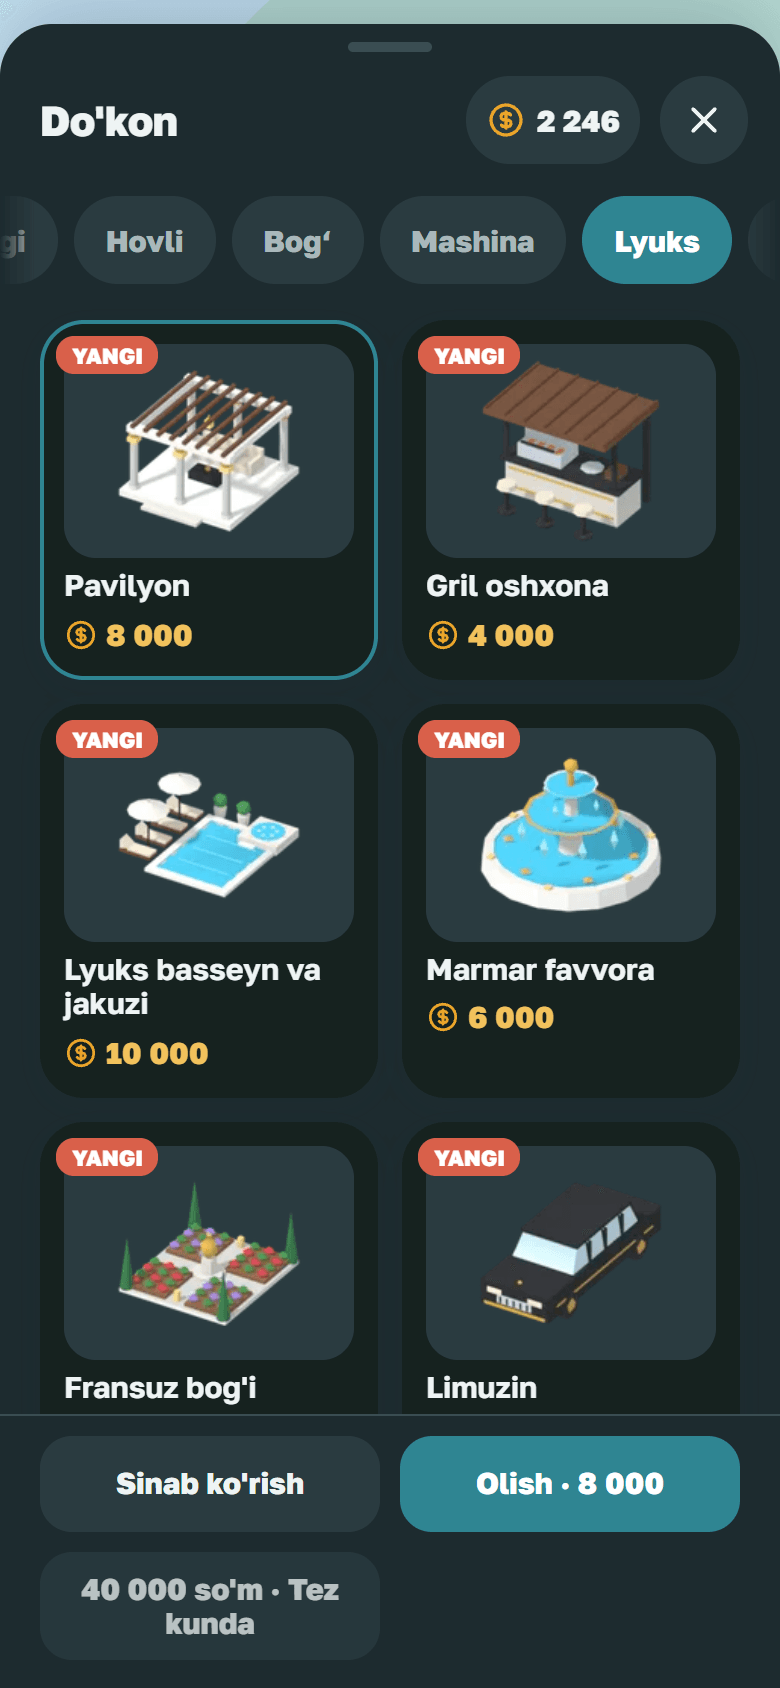 Do'kon
2 246
gi
Hovli
Bog‘
Mashina
Lyuks
YANGI
YANGI
Pavilyon
Gril oshxona
8 000
4 000
YANGI
YANGI
Lyuks basseyn va
jakuzi
Marmar favvora
10 000
6 000
YANGI
YANGI
Fransuz bog'i
Limuzin
Sinab ko'rish
Olish · 8 000
40 000 so'm · Tez
kunda